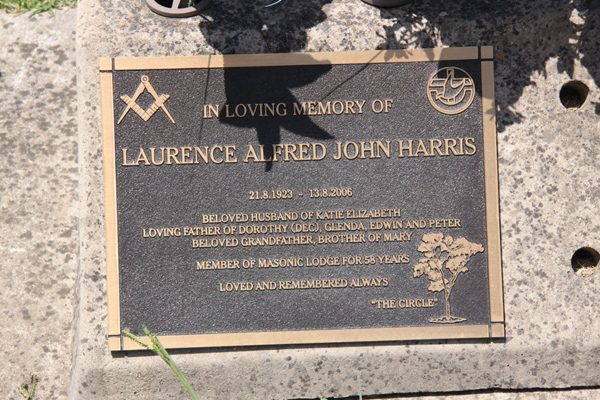 IN LOVING MEMORY OF
LAURENCE ALFRED JOHN HARRIS
21.8.1923 - 13.8.2006
BELOVED HUSBAND OF KATIE ELIZABETH
LOVING FATHER OF DOROTHY (DEC), GLENDA, EDWIN AND PETER
BELOVED GRANDFATHER, BROTHER OF MARY
MEMBER OF MASONIC LODGE FOR 58 YEARS
LOVED AND REMEMBERED ALWAYS
"THE CIRCLE"